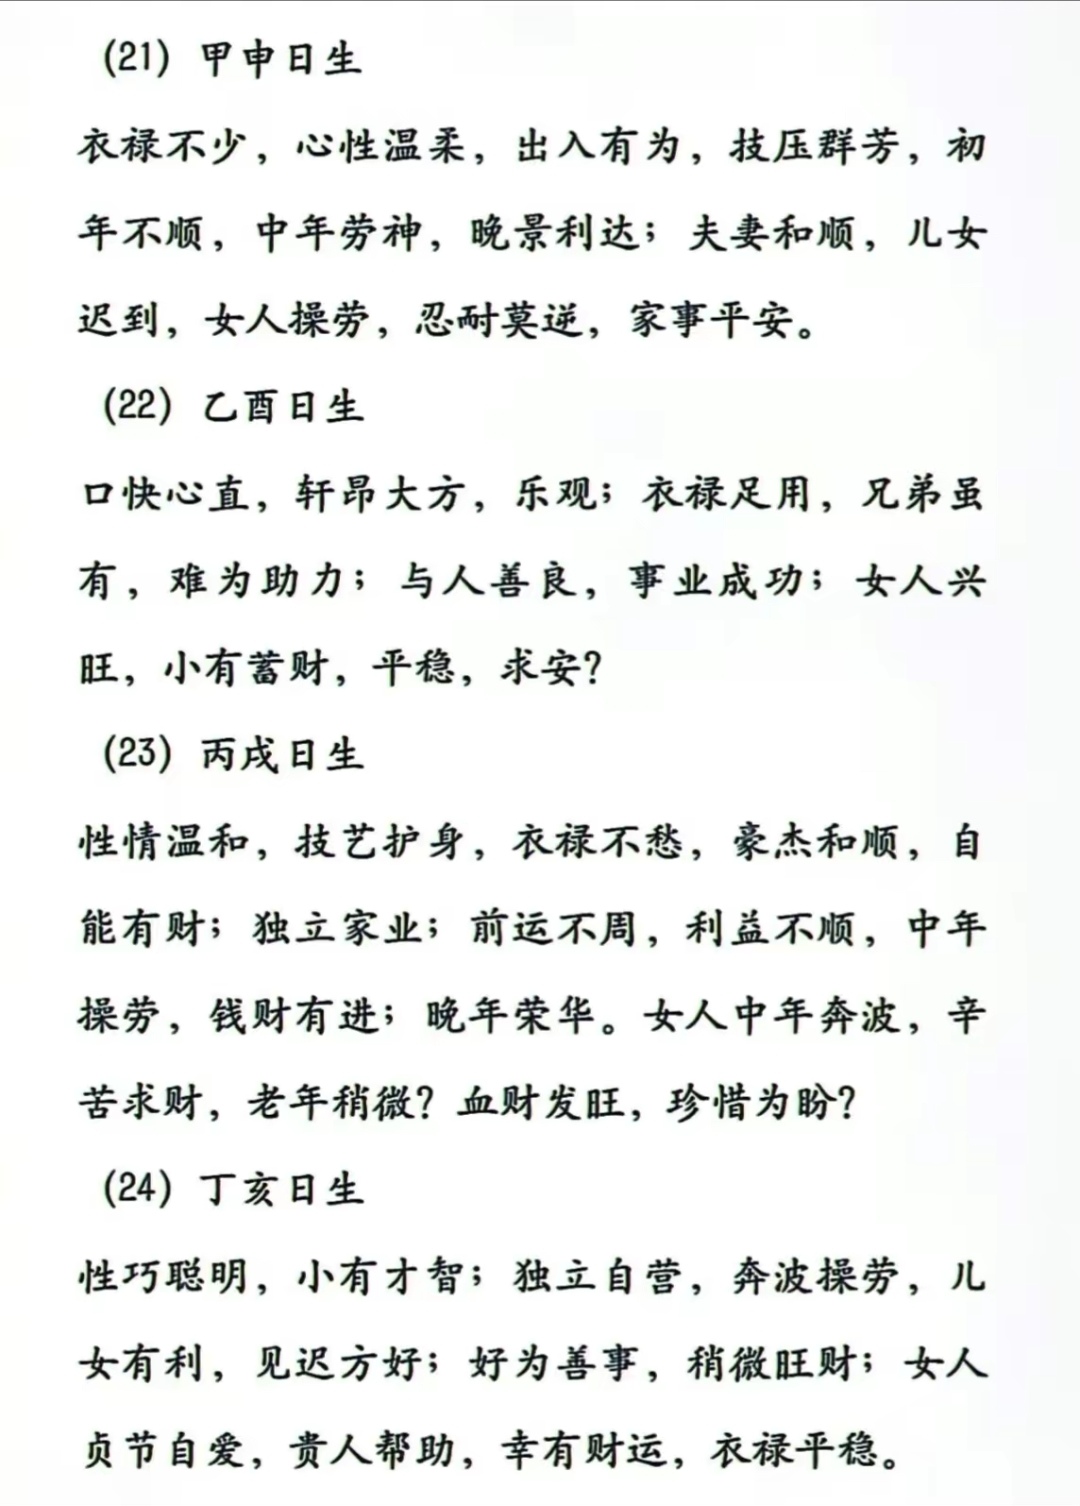 （21）甲申日生
衣禄不少，心性温柔，出入有为，技压群芳，初
年不顺，中年劳神，晚景利达；夫妻和顺，儿女
迟到，女人操劳，忍耐莫逆，家事平安。
（22）乙酉日生
口快心直，轩昂大方，乐观；衣禄足用，兄弟虽
有，难为助力；与人善良，事业成功；女人兴
旺，小有蓄财，平稳，求安？
（23）丙戌日生
性情温和，技艺护身，衣禄不愁，豪杰和顺，自
能有财；独立家业；前运不周，利益不顺，中年
操劳，钱财有进；晚年荣华。女人中年奔波，辛
苦求财，老年稍微？血财发旺，珍惜为盼？
（24）丁亥日生
性巧聪明，小有才智；独立自营，奔波操劳，儿
女有利，见迟方好；好为善事，稍微旺财；女人
贞节自爱，贵人帮助，幸有财运，衣禄平稳。